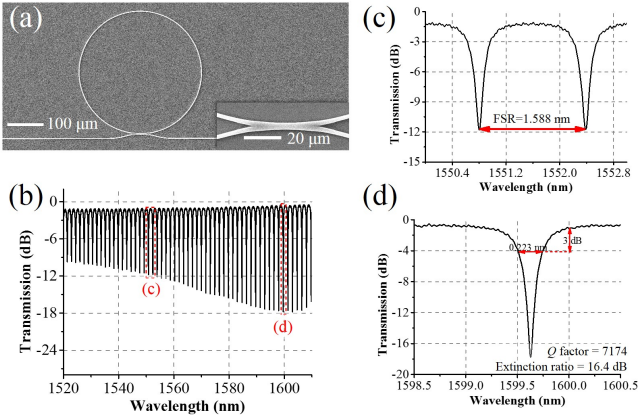 (a)
100 μm
20 μm
(b)
Transmission (dB)
0
-6
-12
-18
-24
(c)
(d)
1520 1540 1560 1580 1600
Wavelength (nm)
(c)
Transmission (dB)
0
-3
-6
-9
-12
-15
FSR=1.588 nm
1550.4 1551.2 1552.0 1552.8
Wavelength (nm)
(d)
Transmission (dB)
0
-4
-8
-12
-16
-20
0.223 nm
3 dB
Q factor = 7174
Extinction ratio = 16.4 dB
1598.5 1599.0 1599.5 1600.0 1600.5
Wavelength (nm)